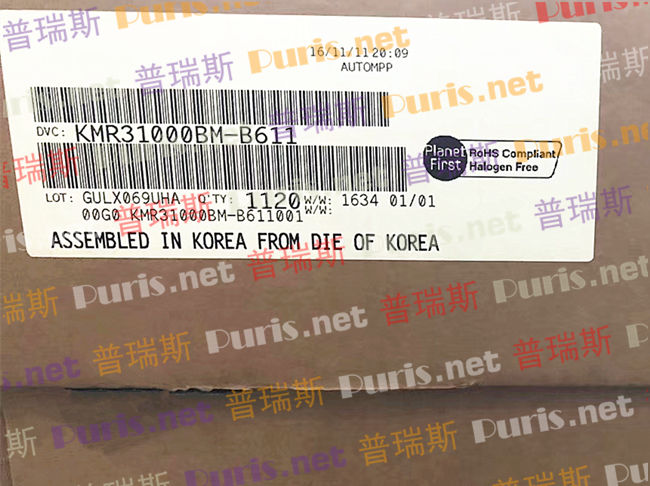 16/11/11 20:09
AUTOMPP
DVC: KMR31000BM-B611
Planet First RoHS Compliant
Halogen Free
LOT: GULX069UHA Q'TY: 1120 W/W: 1634 01/01
00G0 KMR31000BM-B611001 W/W:
ASSEMBLED IN KOREA FROM DIE OF KOREA
普瑞斯 Puris.net